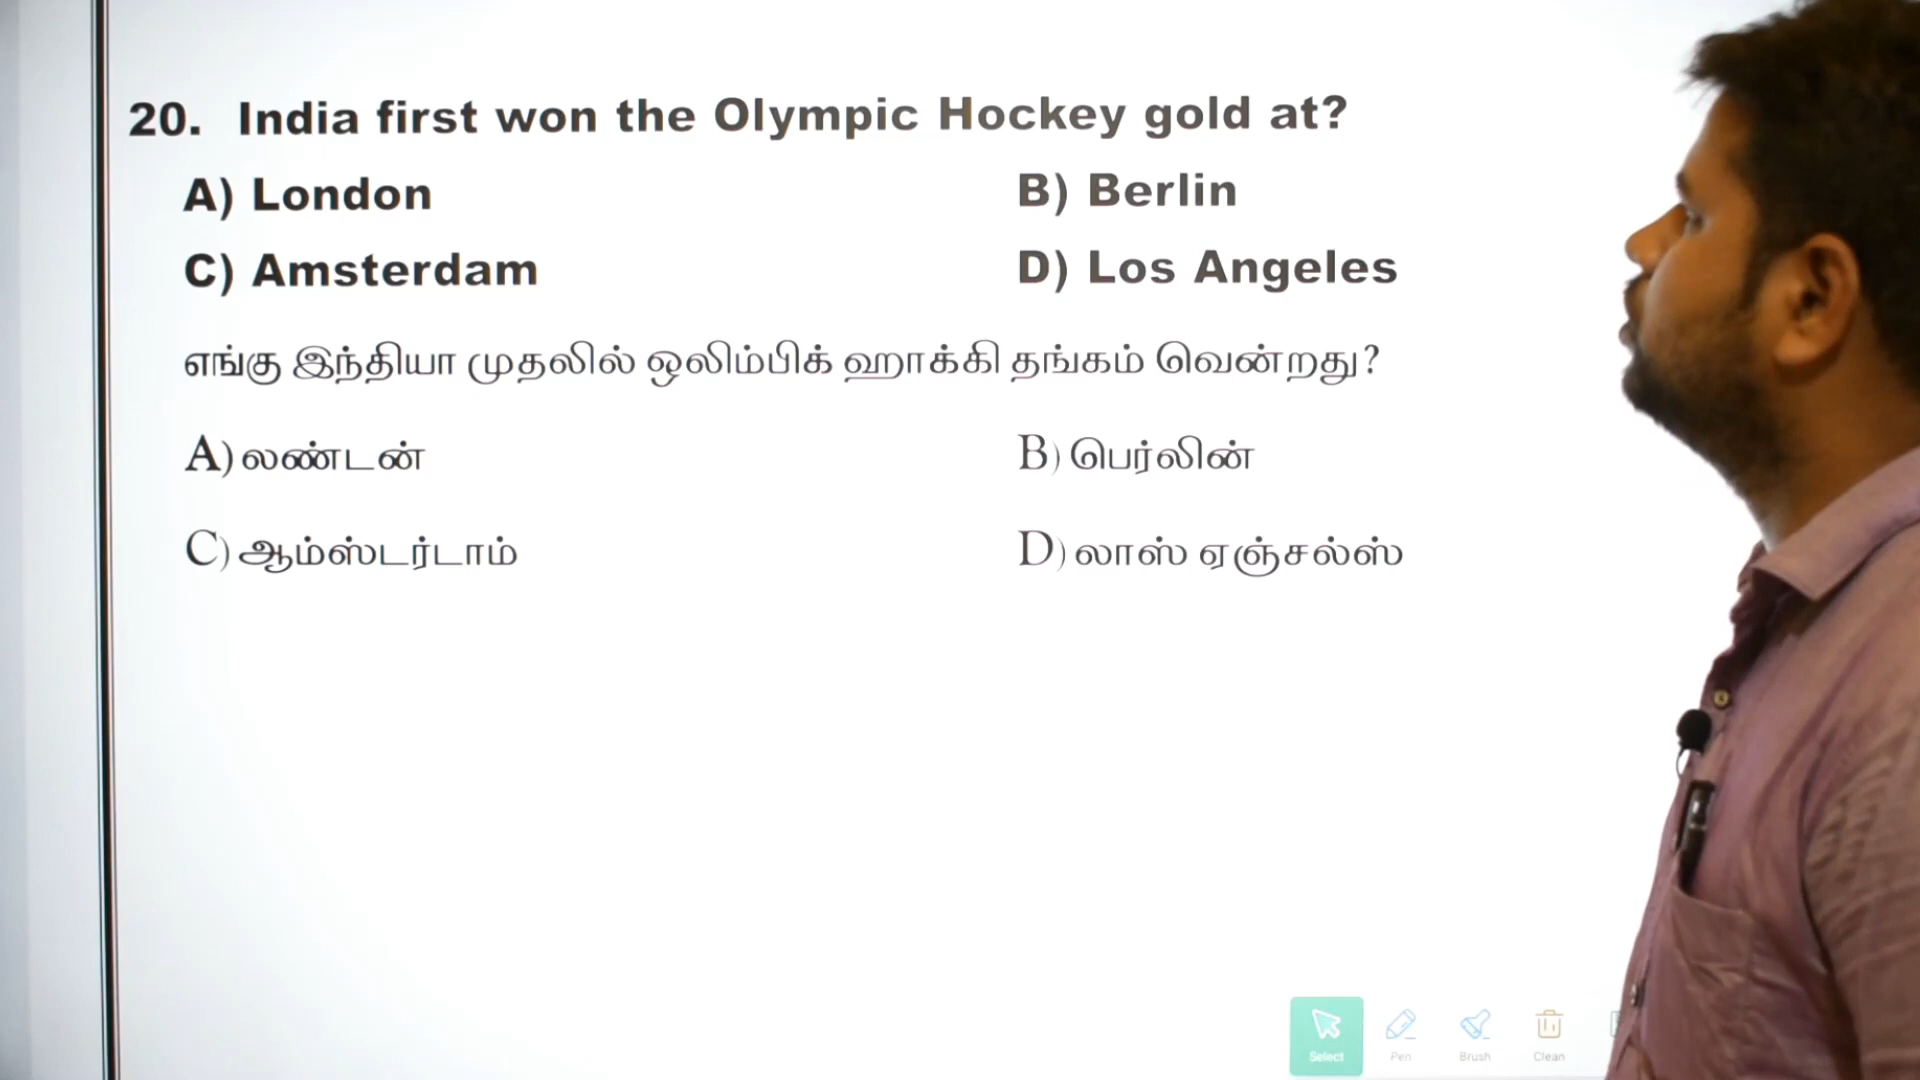 20. India first won the Olympic Hockey gold at?
A) London B) Berlin
C) Amsterdam D) Los Angeles
எங்கு இந்தியா முதலில் ஒலிம்பிக் ஹாக்கி தங்கம் வென்றது?
A) லண்டன் B) பெர்லின்
C) ஆம்ஸ்டர்டாம் D) லாஸ் ஏஞ்சல்ஸ்
Select Pen Brush Clean